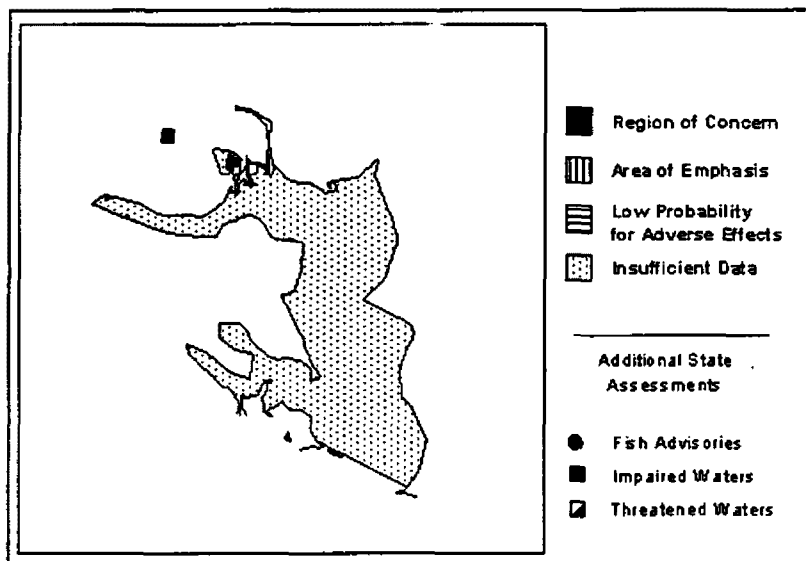 Region of Concern
Area of Emphasis
Low Probability
for Adverse Effects
Insufficient Data
Additional State
Assessments
Fish Advisories
Impaired Waters
Threatened Waters